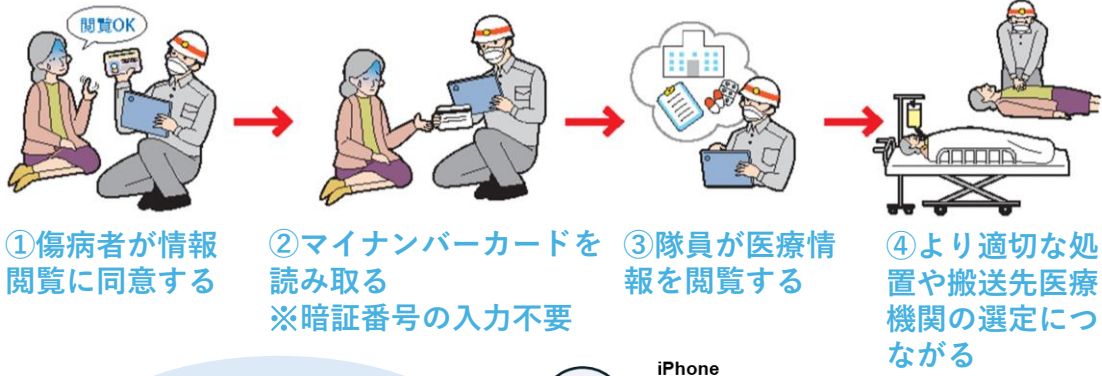 閲覧OK
①傷病者が情報
閲覧に同意する
②マイナンバーカードを
読み取る
※暗証番号の入力不要
③隊員が医療情
報を閲覧する
④より適切な処
置や搬送先医療
機関の選定につ
ながる
iPhone